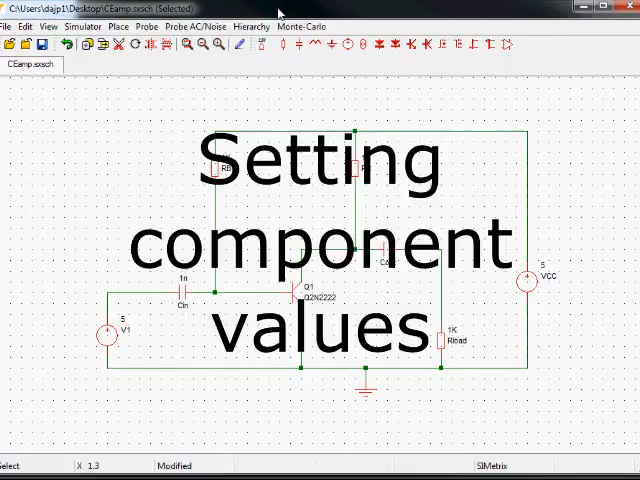 C:\Users\dajp1\Desktop\CEamp.sxsch (Selected)
File Edit View Simulator Place Probe Probe AC/Noise Hierarchy Monte-Carlo
CEamp.sxsch
Setting
component
values
5
VCC
1n
Cin
Q1
Q2N2222
5
V1
1K
Rload
Select X 1.3 Modified SIMetrix